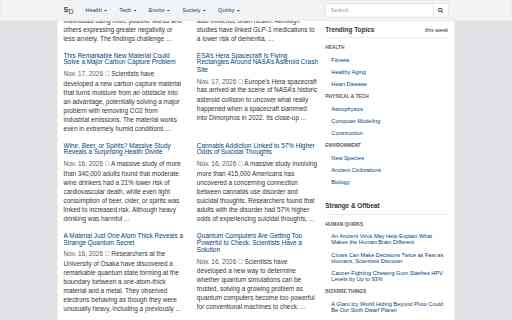 SD Health Tech Enviro Society Quirky Search
others expressing greater negativity or
less anxiety. The findings challenge ...
This Remarkable New Material Could
Solve a Major Carbon Capture Problem
Nov. 17, 2026 — Scientists have
developed a new carbon capture material
that turns moisture from an obstacle into
an advantage, potentially solving a major
problem with removing CO2 from
industrial emissions. The material works
even in extremely humid conditions ...
Wine, Beer, or Spirits? Massive Study
Reveals a Surprising Health Divide
Nov. 16, 2026 — A massive study of more
than 340,000 adults found that moderate
wine drinkers had a 21% lower risk of
cardiovascular death, while even light
consumption of beer, cider, or spirits was
linked to increased risk. Although heavy
drinking was harmful ...
A Material Just One Atom Thick Reveals a
Strange Quantum Secret
Nov. 16, 2026 — Researchers at the
University of Osaka have discovered a
remarkable quantum state forming at the
boundary between a one-atom-thick
material and a metal. They observed
electrons behaving as though they were
unusually heavy, including a previously ...
studies have linked GLP-1 medications to
a lower risk of dementia. ...
ESA's Hera Spacecraft Is Flying
Rectangles Around NASA's Asteroid Crash
Site
Nov. 17, 2026 — Europe's Hera spacecraft
has arrived at the scene of NASA's historic
asteroid collision to uncover what really
happened when a spacecraft slammed
into Dimorphos in 2022. Its close-up ...
Cannabis Addiction Linked to 57% Higher
Odds of Suicidal Thoughts
Nov. 16, 2026 — A massive study involving
more than 415,000 Americans has
uncovered a concerning connection
between cannabis use disorder and
suicidal thoughts. Researchers found that
adults with the disorder had 57% higher
odds of experiencing suicidal thoughts, ...
Quantum Computers Are Getting Too
Powerful to Check. Scientists Have a
Solution
Nov. 16, 2026 — Scientists have
developed a new way to determine
whether quantum simulations can be
trusted, solving a growing problem as
quantum computers become too powerful
for conventional machines to check. ...
Trending Topics this week
HEALTH
Fitness
Healthy Aging
Heart Disease
PHYSICAL & TECH
Astrophysics
Computer Modeling
Construction
ENVIRONMENT
New Species
Ancient Civilizations
Biology
Strange & Offbeat
HUMAN QUIRKS
An Ancient Virus May Help Explain What
Makes the Human Brain Different
Crows Can Make Decisions Twice as Fast as
Humans, Scientists Discover
Cancer-Fighting Chewing Gum Slashes HPV
Levels by Up to 93%
BIZARRE THINGS
A Giant Icy World Hiding Beyond Pluto Could
Be Our Sixth Dwarf Planet